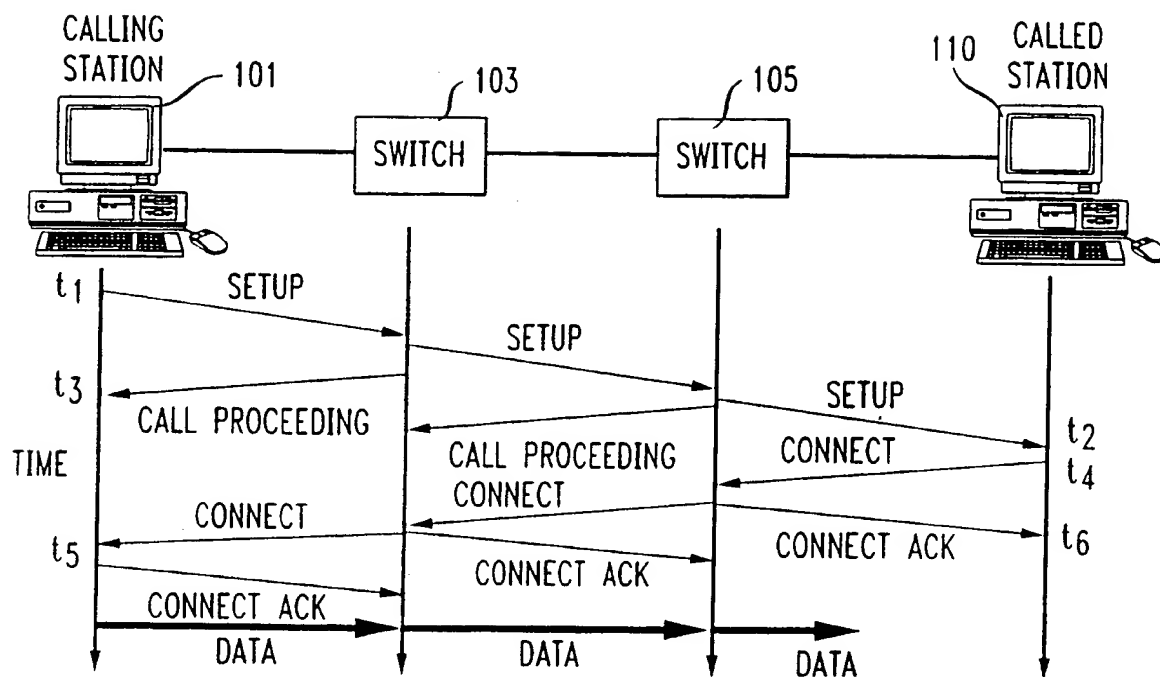 CALLING
STATION
101
103
105
110
CALLED
STATION
SWITCH
SWITCH
t1
SETUP
SETUP
t3
CALL PROCEEDING
SETUP
t2
TIME
CALL PROCEEDING
CONNECT
t4
CONNECT
CONNECT
t5
CONNECT ACK
CONNECT ACK
t6
CONNECT ACK
DATA
DATA
DATA